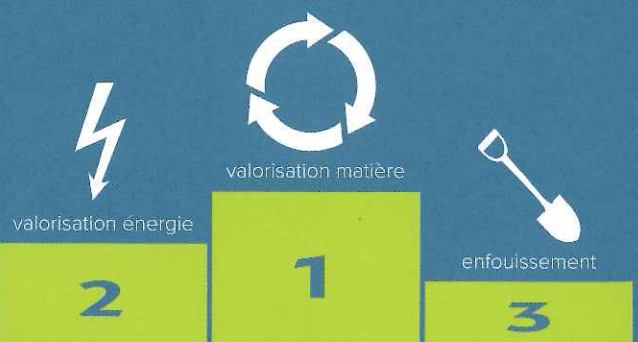 valorisation matière
valorisation énergie
enfouissement
1
2
3